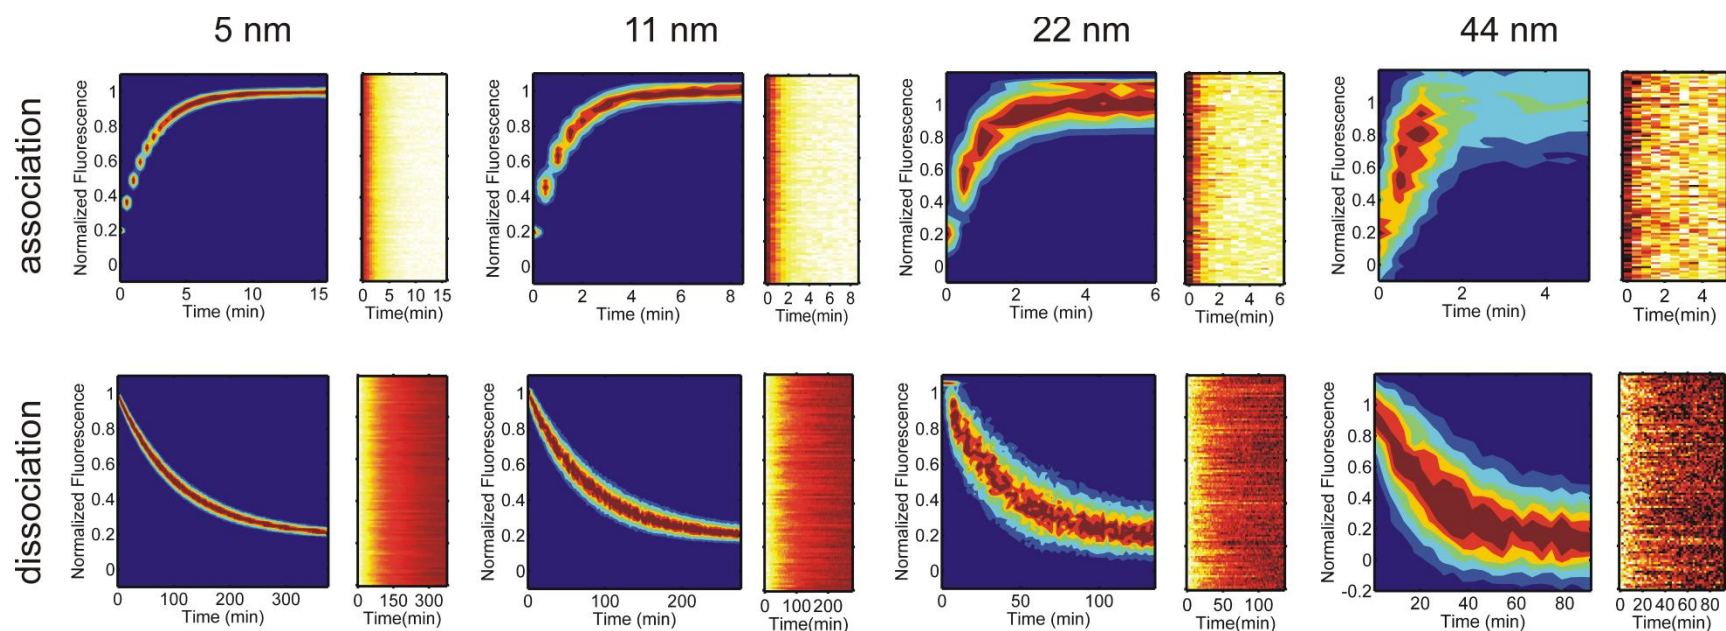 5 nm 11 nm 22 nm 44 nm
association
Normalized Fluorescence
1
0.8
0.6
0.4
0.2
0
0 5 10 15
Time (min)
0 5 10 15
Time(min)
Normalized Fluorescence
1
0.8
0.6
0.4
0.2
0
0 2 4 6 8
Time (min)
0 2 4 6 8
Time(min)
Normalized Fluorescence
1
0.8
0.6
0.4
0.2
0
0 2 4 6
Time (min)
0 2 4 6
Time(min)
Normalized Fluorescence
1
0.8
0.6
0.4
0.2
0
0 2 4
Time (min)
0 2 4
Time(min)
dissociation
Normalized Fluorescence
1
0.8
0.6
0.4
0.2
0
0 100 200 300
Time (min)
0 150 300
Time(min)
Normalized Fluorescence
1
0.8
0.6
0.4
0.2
0
0 100 200
Time (min)
0 100 200
Time(min)
Normalized Fluorescence
1
0.8
0.6
0.4
0.2
0
0 50 100
Time (min)
0 50 100
Time(min)
Normalized Fluorescence
1
0.8
0.6
0.4
0.2
0
-0.2
20 40 60 80
Time (min)
0 20 40 60 80
Time(min)